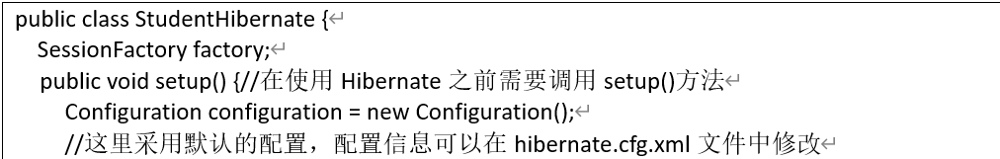 public class StudentHibernate {
SessionFactory factory;
public void setup() {//在使用 Hibernate 之前需要调用 setup()方法
Configuration configuration = new Configuration();
//这里采用默认的配置，配置信息可以在 hibernate.cfg.xml 文件中修改